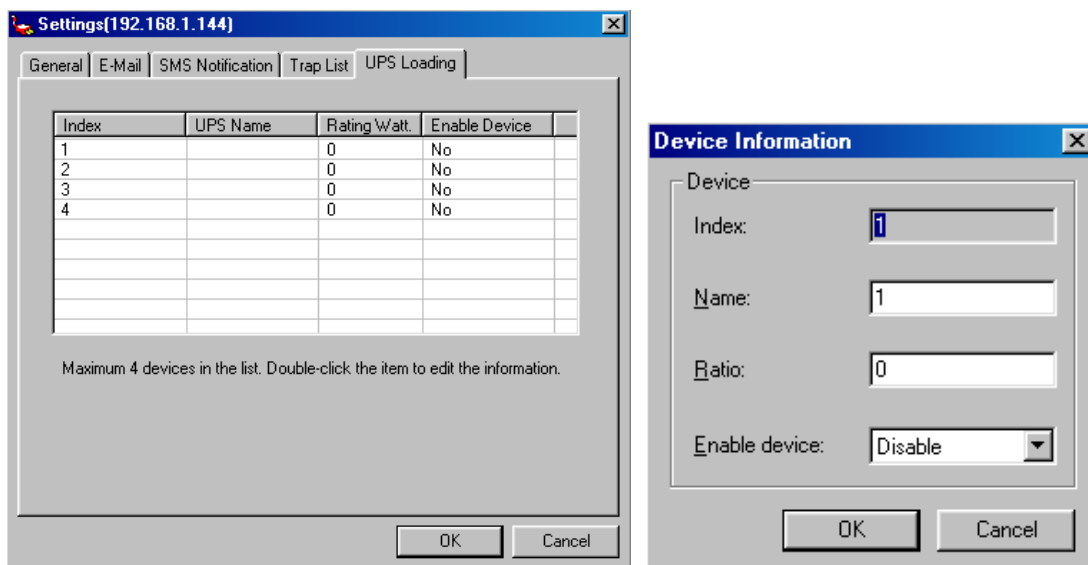 Settings(192.168.1.144)
General E-Mail SMS Notification Trap List UPS Loading
Index UPS Name Rating Watt. Enable Device
1 0 No
2 0 No
3 0 No
4 0 No
Maximum 4 devices in the list. Double-click the item to edit the information.
OK Cancel
Device Information
Device
Index: 1
Name: 1
Ratio: 0
Enable device: Disable
OK Cancel